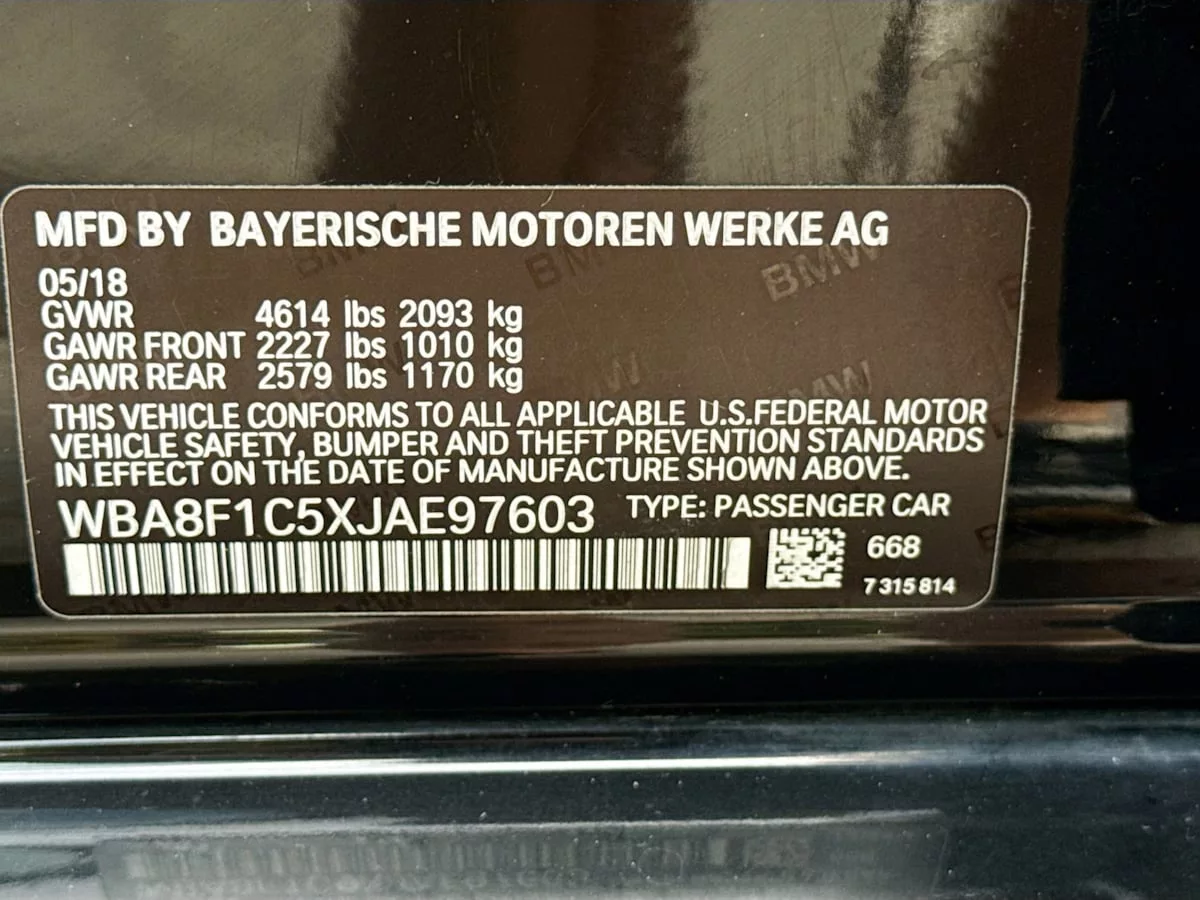 MFD BY BAYERISCHE MOTOREN WERKE AG
05/18
GVWR 4614 lbs 2093 kg
GAWR FRONT 2227 lbs 1010 kg
GAWR REAR 2579 lbs 1170 kg
THIS VEHICLE CONFORMS TO ALL APPLICABLE U.S.FEDERAL MOTOR
VEHICLE SAFETY, BUMPER AND THEFT PREVENTION STANDARDS
IN EFFECT ON THE DATE OF MANUFACTURE SHOWN ABOVE.
WBA8F1C5XJAE97603 TYPE: PASSENGER CAR
668
7 315 814
BMW
BMW
BMW